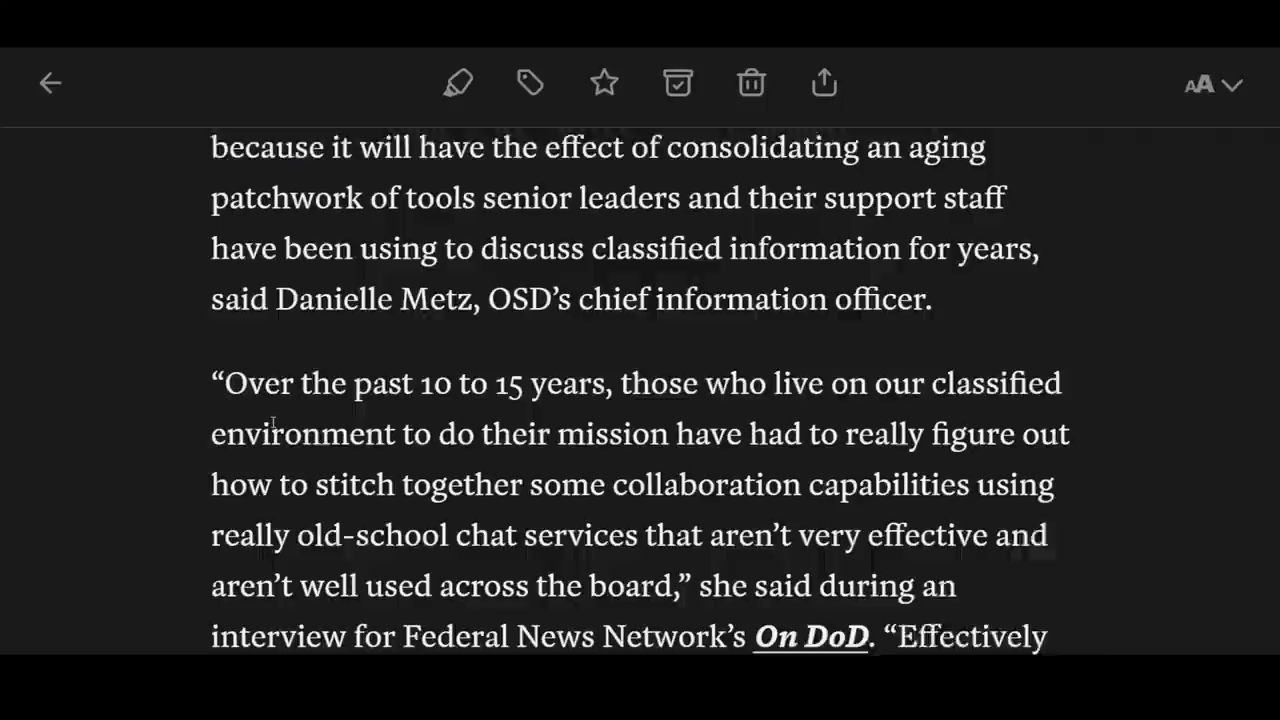 AA
because it will have the effect of consolidating an aging
patchwork of tools senior leaders and their support staff
have been using to discuss classified information for years,
said Danielle Metz, OSD’s chief information officer.
“Over the past 10 to 15 years, those who live on our classified
environment to do their mission have had to really figure out
how to stitch together some collaboration capabilities using
really old-school chat services that aren’t very effective and
aren’t well used across the board,” she said during an
interview for Federal News Network’s On DoD. “Effectively